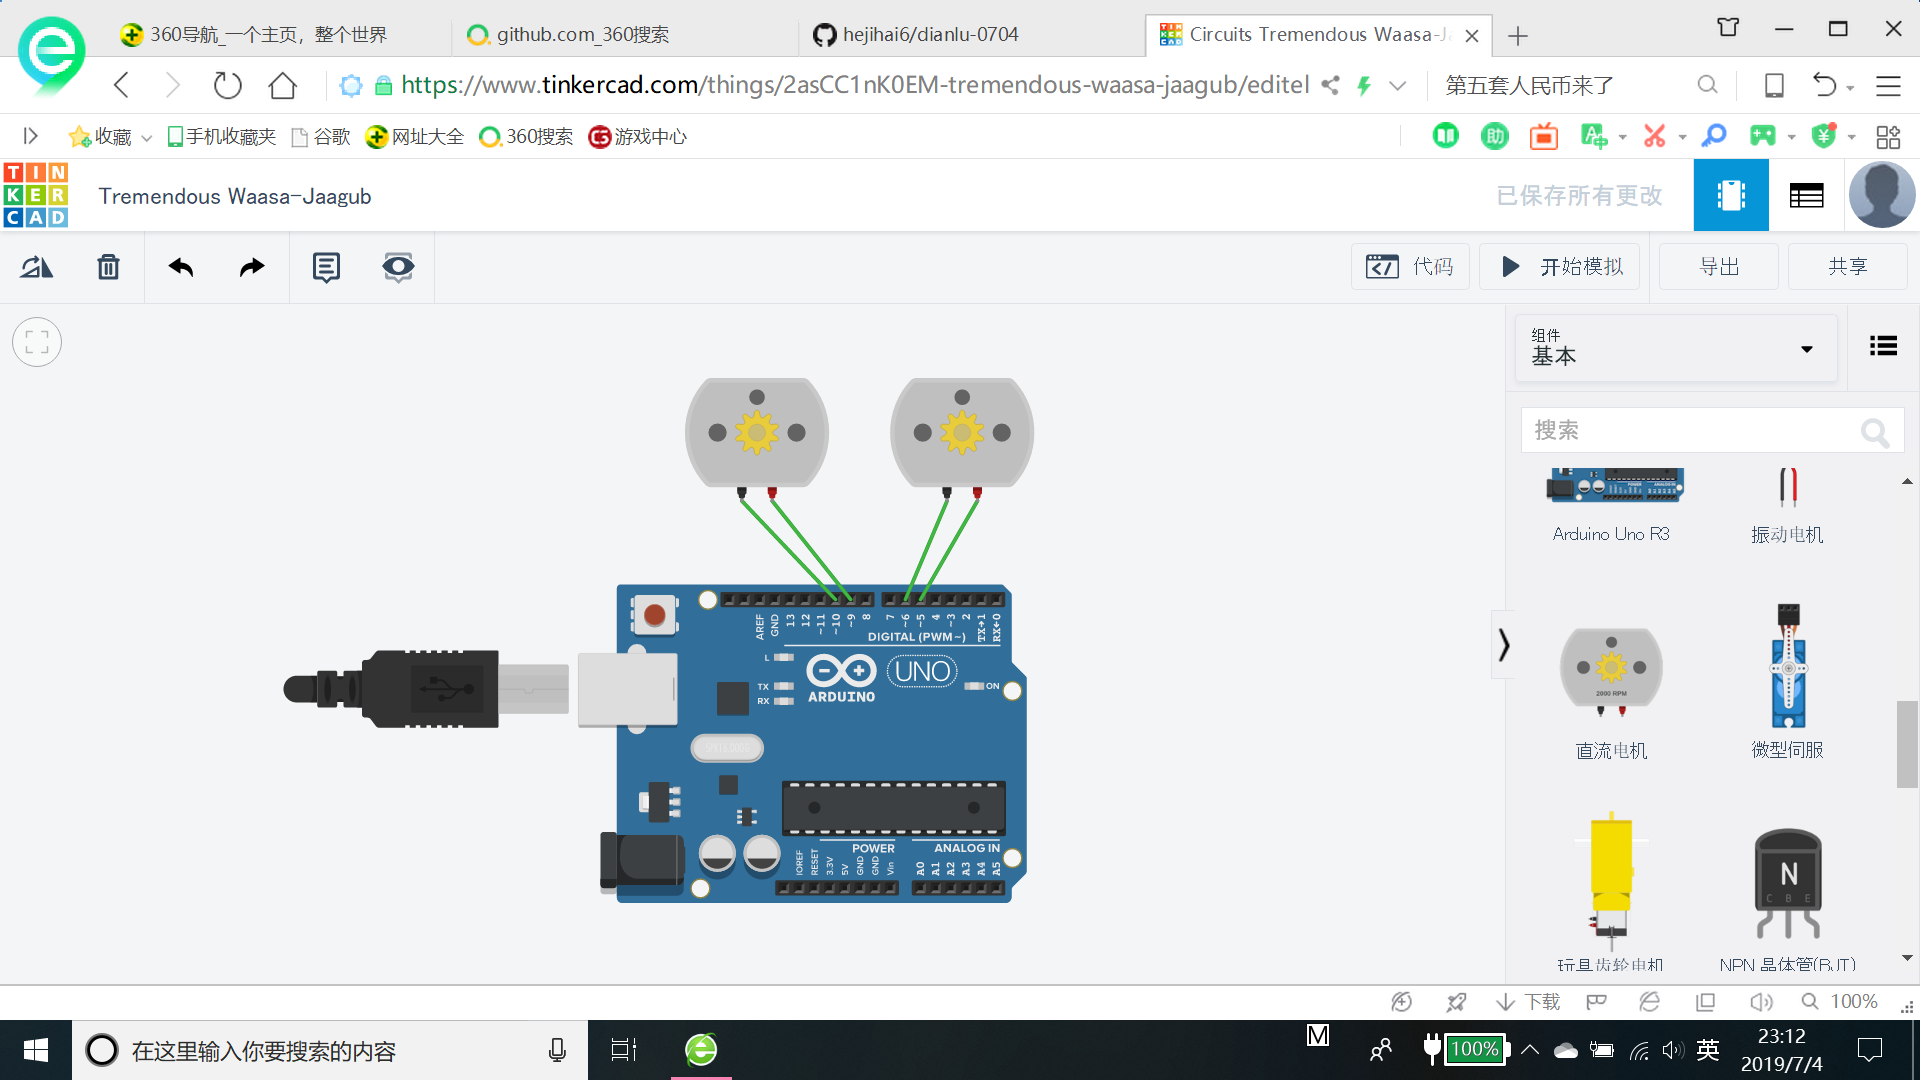 360导航_一个主页，整个世界
github.com_360搜索
hejihai6/dianlu-0704
Circuits Tremendous Waasa-Ja
https://www.tinkercad.com/things/2asCC1nK0EM-tremendous-waasa-jaagub/editel
第五套人民币来了
收藏
手机收藏夹
谷歌
网址大全
360搜索
游戏中心
TIN
KER
CAD
Tremendous Waasa-Jaagub
已保存所有更改
代码
开始模拟
导出
共享
组件
基本
搜索
Arduino Uno R3
振动电机
2000 RPM
直流电机
微型伺服
N
C B E
玩具齿轮电机
NPN 晶体管(BJT)
AREF
GND
13
12
~11
~10
~9
8
7
~6
~5
4
~3
2
TX→1
RX←0
DIGITAL (PWM~)
L
TX
RX
ARDUINO
UNO
ON
IOREF
RESET
3.3V
5V
GND
GND
Vin
POWER
ANALOG IN
A0
A1
A2
A3
A4
A5
下载
100%
在这里输入你要搜索的内容
M
100%
英
23:12
2019/7/4